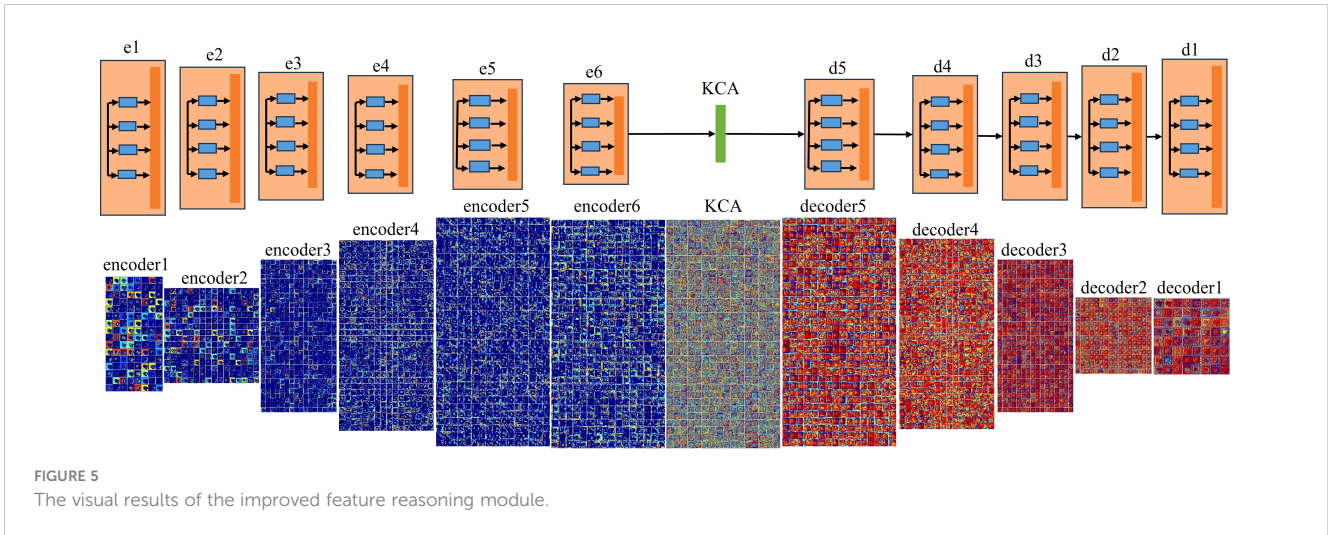 e1 e2 e3 e4 e5 e6 KCA d5 d4 d3 d2 d1
encoder1 encoder2 encoder3 encoder4 encoder5 encoder6 KCA decoder5 decoder4 decoder3 decoder2 decoder1
FIGURE 5
The visual results of the improved feature reasoning module.